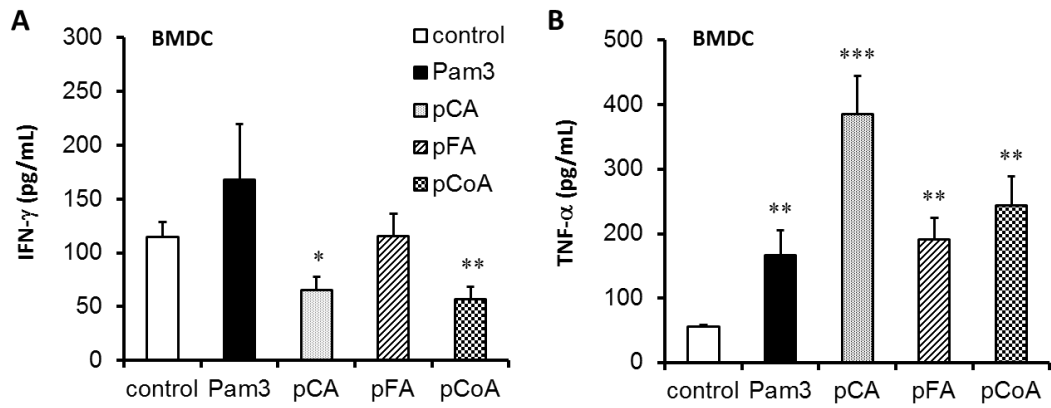 A
BMDC
IFN-γ (pg/mL)
300
250
200
150
100
50
0
control
Pam3
pCA
pFA
pCoA
*
**
control Pam3 pCA pFA pCoA
B
BMDC
TNF-α (pg/mL)
500
400
300
200
100
0
**
***
**
**
control Pam3 pCA pFA pCoA